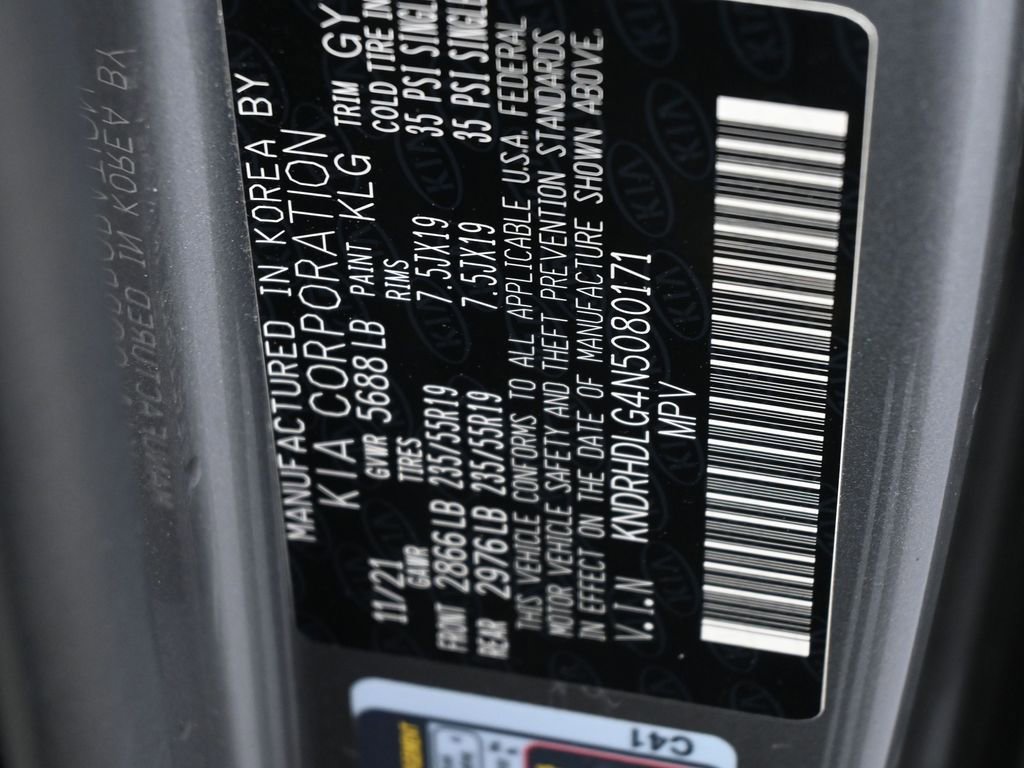 MANUFACTURED IN KOREA BY
KIA CORPORATION
11/21 GVWR 5688 LB PAINT KLG TRIM GY
GAWR TIRES RIMS COLD TIRE IN
FRONT 2866 LB 235/55R19 7.5JX19 35 PSI SINGL
REAR 2976 LB 235/55R19 7.5JX19 35 PSI SINGLE
THIS VEHICLE CONFORMS TO ALL APPLICABLE U.S.A. FEDERAL
MOTOR VEHICLE SAFETY AND THEFT PREVENTION STANDARDS
IN EFFECT ON THE DATE OF MANUFACTURE SHOWN ABOVE.
V.I.N KNDRHDLG4N5080171
MPV
C41